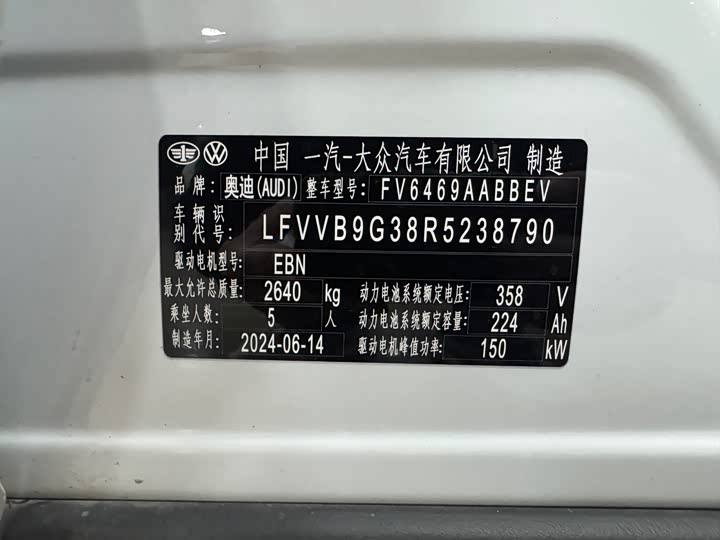 中国 一汽-大众汽车有限公司 制造
品牌: 奥迪(AUDI) 整车型号: FV6469AABBEV
车辆识别代号: LFVVB9G38R5238790
驱动电机型号: EBN
最大允许总质量: 2640 kg 动力电池系统额定电压: 358 V
乘坐人数: 5 人 动力电池系统额定容量: 224 Ah
制造年月: 2024-06-14 驱动电机峰值功率: 150 kW